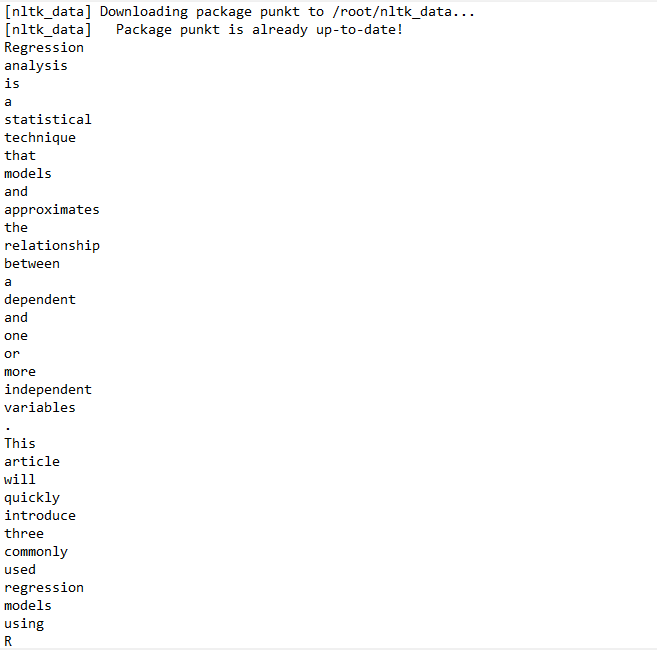 [nltk_data] Downloading package punkt to /root/nltk_data...
[nltk_data]   Package punkt is already up-to-date!
Regression
analysis
is
a
statistical
technique
that
models
and
approximates
the
relationship
between
a
dependent
and
one
or
more
independent
variables
.
This
article
will
quickly
introduce
three
commonly
used
regression
models
using
R